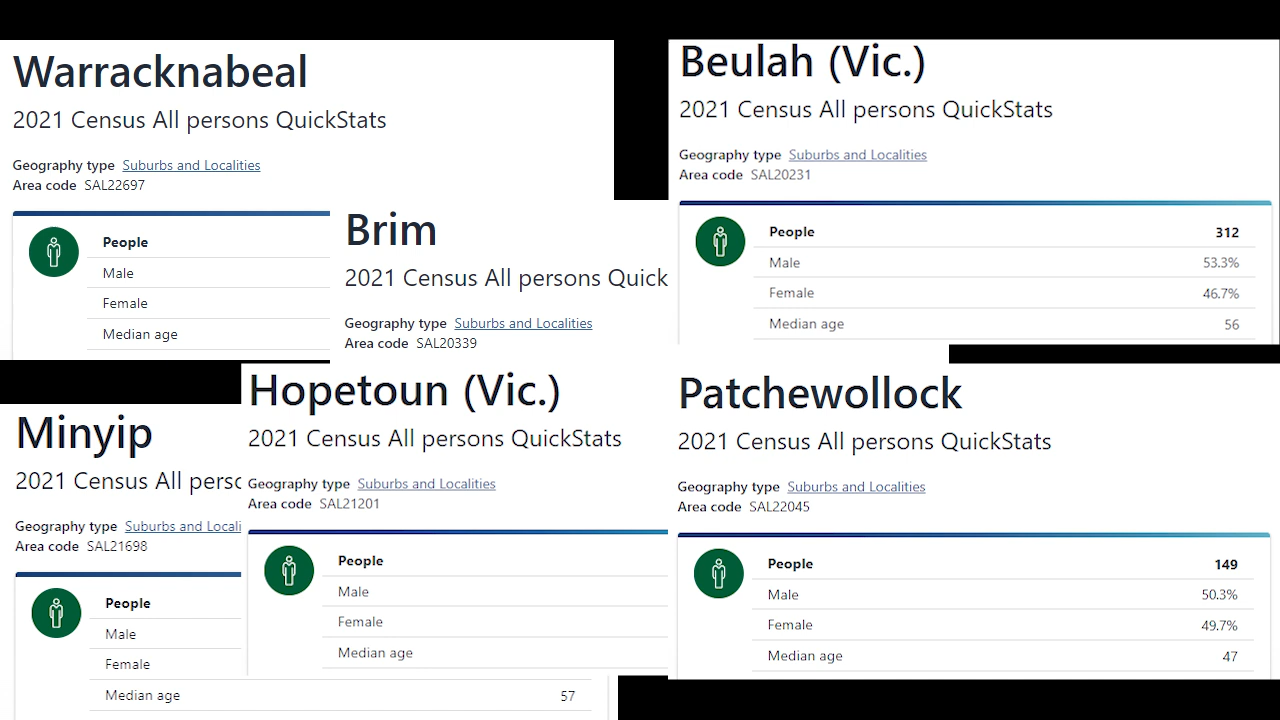 Warracknabeal
2021 Census All persons QuickStats
Geography type Suburbs and Localities
Area code SAL22697
People
Male
Female
Median age
Beulah (Vic.)
2021 Census All persons QuickStats
Geography type Suburbs and Localities
Area code SAL20231
People 312
Male 53.3%
Female 46.7%
Median age 56
Brim
2021 Census All persons Quick
Geography type Suburbs and Localities
Area code SAL20339
Minyip
2021 Census All perso
Geography type Suburbs and Locali
Area code SAL21698
People
Male
Female
Median age 57
Hopetoun (Vic.)
2021 Census All persons QuickStats
Geography type Suburbs and Localities
Area code SAL21201
People
Male
Female
Median age
Patchewollock
2021 Census All persons QuickStats
Geography type Suburbs and Localities
Area code SAL22045
People 149
Male 50.3%
Female 49.7%
Median age 47